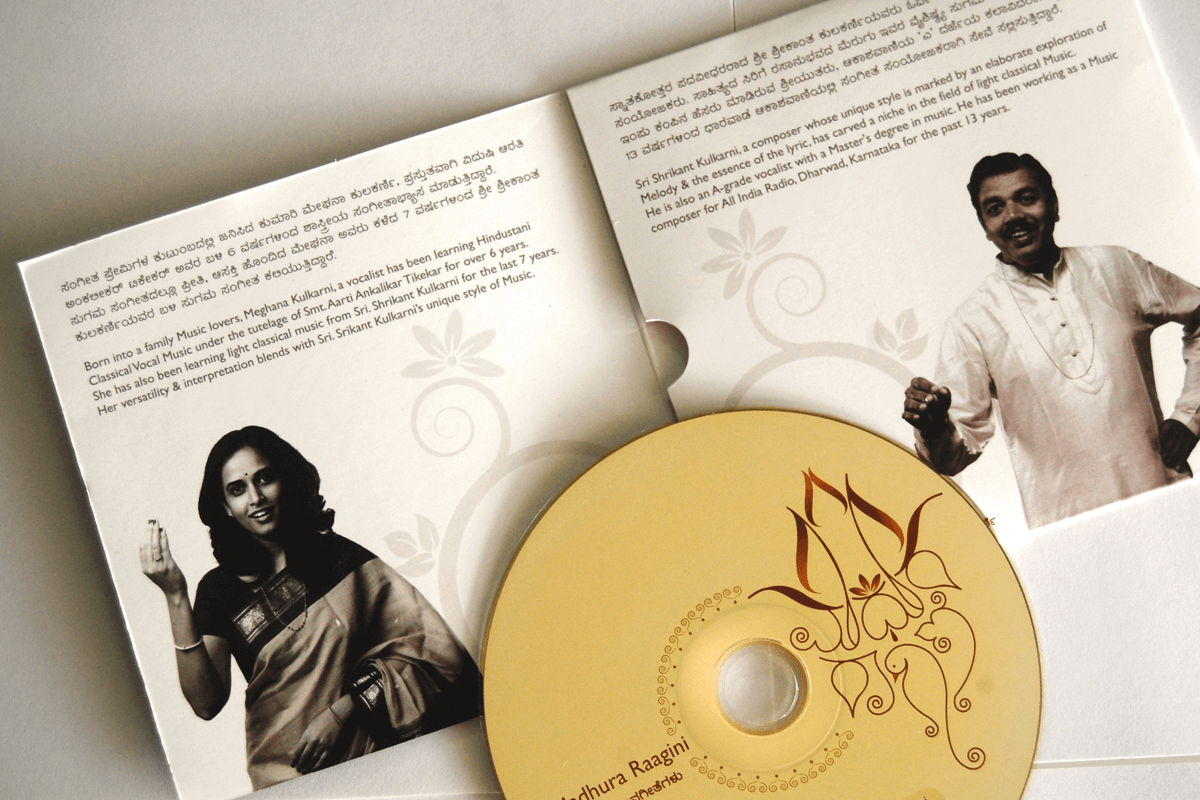 ಸಂಗೀತ ಪ್ರೇಮಿಗಳ ಕುಟುಂಬದಲ್ಲಿ ಜನಿಸಿದ ಕುಮಾರಿ ಮೇಘನಾ ಕುಲಕರ್ಣಿ, ಪ್ರಸ್ತುತವಾಗಿ ವಿದುಷಿ ಆರತಿ
ಅಂಕಲೀಕರ್ ಟಿಕೇಕರ್ ಅವರ ಬಳಿ 6 ವರ್ಷಗಳಿಂದ ಶಾಸ್ತ್ರೀಯ ಸಂಗೀತಾಭ್ಯಾಸ ಮಾಡುತ್ತಿದ್ದಾರೆ.
ಸುಗಮ ಸಂಗೀತದಲ್ಲೂ ಪ್ರೀತಿ, ಆಸಕ್ತಿ ಹೊಂದಿದ ಮೇಘನಾ ಅವರು ಕಳೆದ 7 ವರ್ಷಗಳಿಂದ ಶ್ರೀ ಶ್ರೀಕಾಂತ
ಕುಲಕರ್ಣಿಯವರ ಬಳಿ ಸುಗಮ ಸಂಗೀತ ಕಲಿಯುತ್ತಿದ್ದಾರೆ.
Born into a family Music lovers, Meghana Kulkarni, a vocalist has been learning Hindustani
Classical Vocal Music under the tutelage of Smt. Aarti Ankalikar Tikekar for over 6 years.
She has also been learning light classical music from Sri. Shrikant Kulkarni for the last 7 years.
Her versatility & interpretation blends with Sri. Srikant Kulkarni's unique style of Music.
ಸ್ನಾತಕೋತ್ತರ ಪದವೀಧರರಾದ ಶ್ರೀ ಶ್ರೀಕಾಂತ ಕುಲಕರ್ಣಿಯವರು ಓರ್ವ ಸುಗಮ
ಸಂಯೋಜಕರು. ಸಾಹಿತ್ಯದ ಸಿರಿಗೆ ರಸಾನುಭವದ ಮೆರುಗು ಇವರ ವೈಶಿಷ್ಟ್ಯ
ಇಂಪು ಕಂಪಿನ ಹೆಸರು ಮಾಡಿರುವ ಶ್ರೀಯುತರು, ಆಕಾಶವಾಣಿಯ 'ಎ' ದರ್ಜೆಯ
13 ವರ್ಷಗಳಿಂದ ಧಾರವಾಡ ಆಕಾಶವಾಣಿಯಲ್ಲಿ ಸಂಗೀತ ಸಂಯೋಜಕರಾಗಿ ಸೇವೆ ಸಲ್ಲಿಸುತ್ತಿದ್ದಾರೆ.
Sri Shrikant Kulkarni, a composer whose unique style is marked by an elaborate exploration of
Melody & the essence of the lyric, has carved a niche in the field of light classical Music.
He is also an A-grade vocalist with a Master's degree in music. He has been working as a Music
composer for All India Radio, Dharwad, Karnataka for the past 13 years.
Raagini